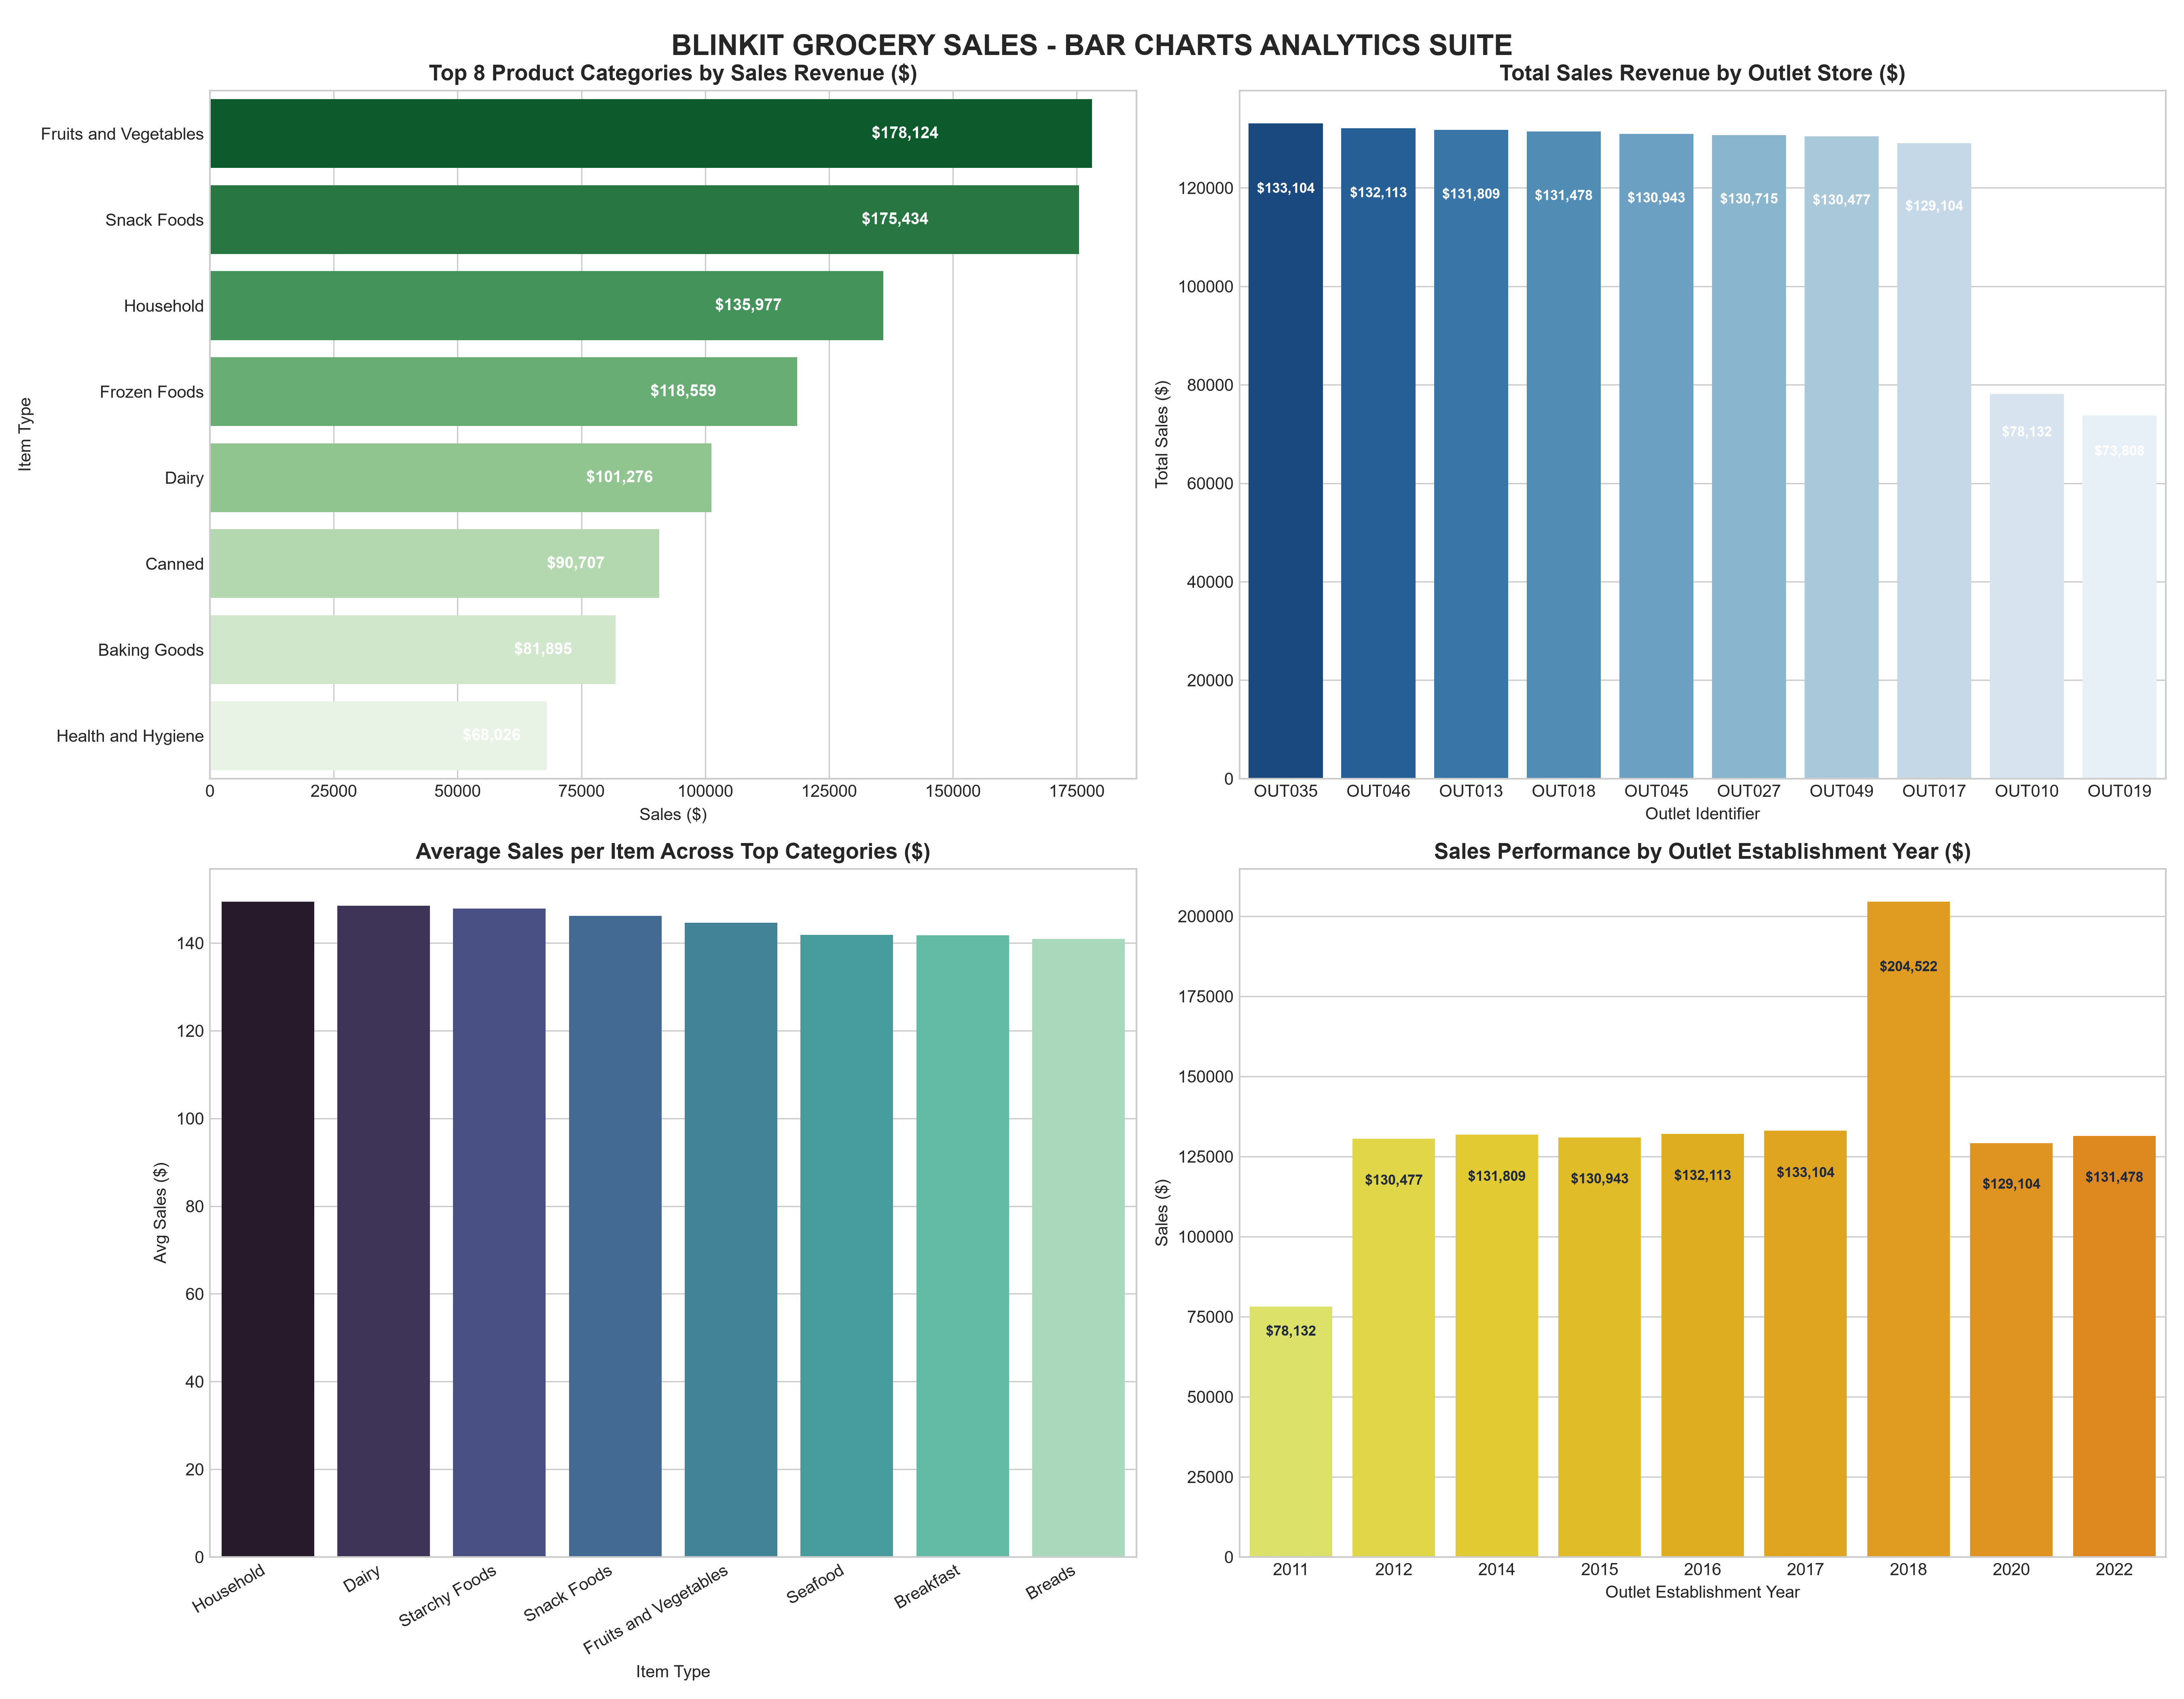 BLINKIT GROCERY SALES - BAR CHARTS ANALYTICS SUITE
Top 8 Product Categories by Sales Revenue ($)
Item Type
Fruits and Vegetables
$178,124
Snack Foods
$175,434
Household
$135,977
Frozen Foods
$118,559
Dairy
$101,276
Canned
$90,707
Baking Goods
$81,895
Health and Hygiene
$68,026
0 25000 50000 75000 100000 125000 150000 175000
Sales ($)
Total Sales Revenue by Outlet Store ($)
Total Sales ($)
120000
100000
80000
60000
40000
20000
0
$133,104 $132,113 $131,809 $131,478 $130,943 $130,715 $130,477 $129,104 $78,132 $73,808
OUT035 OUT046 OUT013 OUT018 OUT045 OUT027 OUT049 OUT017 OUT010 OUT019
Outlet Identifier
Average Sales per Item Across Top Categories ($)
Avg Sales ($)
140
120
100
80
60
40
20
0
Household
Dairy
Starchy Foods
Snack Foods
Fruits and Vegetables
Seafood
Breakfast
Breads
Item Type
Sales Performance by Outlet Establishment Year ($)
Sales ($)
200000
175000
150000
125000
100000
75000
50000
25000
0
$78,132 $130,477 $131,809 $130,943 $132,113 $133,104 $204,522 $129,104 $131,478
2011 2012 2014 2015 2016 2017 2018 2020 2022
Outlet Establishment Year